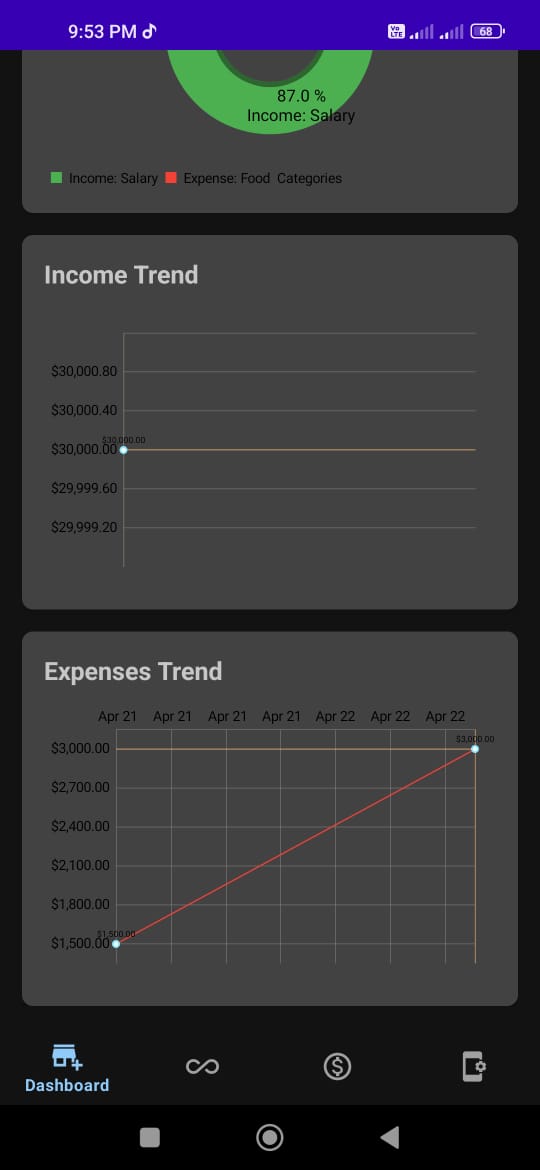 9:53 PM
Vo LTE
68
87.0 %
Income: Salary
Income: Salary Expense: Food Categories
Income Trend
$30,000.80
$30,000.40
$30,000.00
$30,000.00
$29,999.60
$29,999.20
Expenses Trend
Apr 21 Apr 21 Apr 21 Apr 21 Apr 22 Apr 22 Apr 22
$3,000.00
$3,000.00
$2,700.00
$2,400.00
$2,100.00
$1,800.00
$1,500.00
$1,500.00
Dashboard